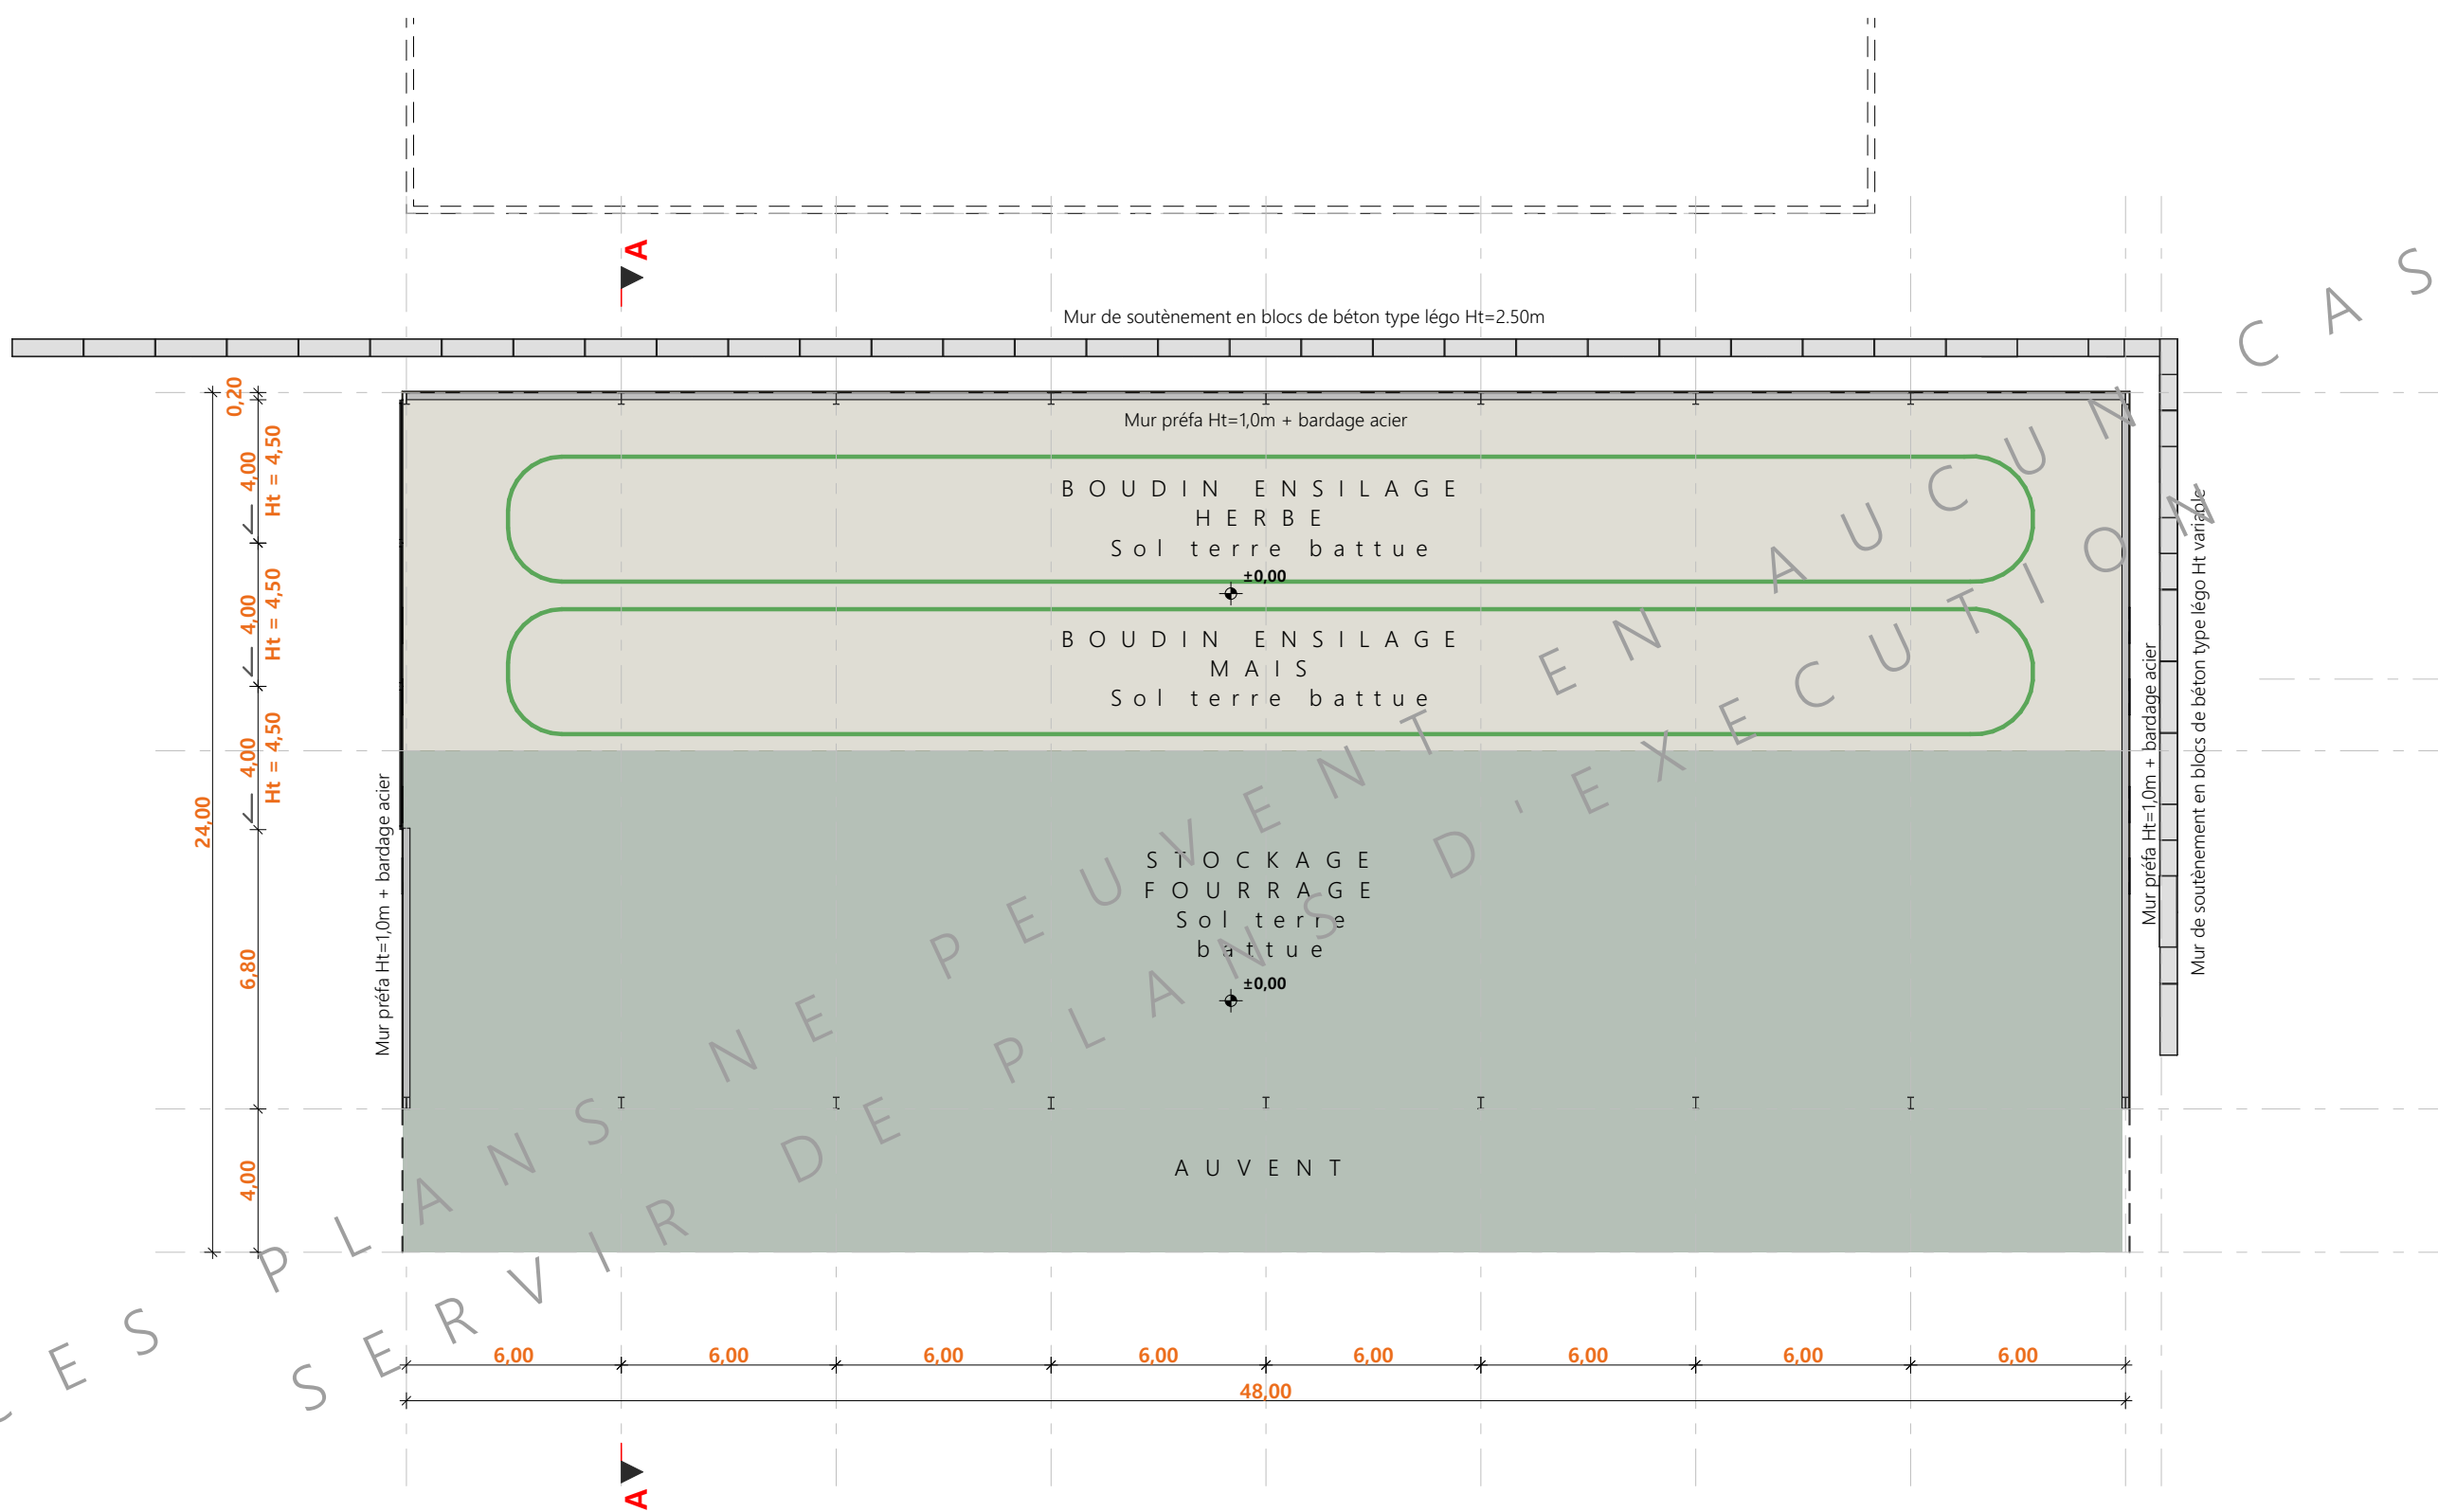 A
Mur de soutènement en blocs de béton type légo Ht=2.50m
Mur préfa Ht=1,0m + bardage acier
BOUDIN ENSILAGE
HERBE
Sol terre battue
±0,00
BOUDIN ENSILAGE
MAIS
Sol terre battue
STOCKAGE
FOURRAGE
Sol terre
battue
±0,00
AUVENT
0,20
4,00
Ht = 4,50
4,00
Ht = 4,50
4,00
Ht = 4,50
24,00
6,80
4,00
Mur préfa Ht=1,0m + bardage acier
Mur préfa Ht=1,0m + bardage acier
Mur de soutènement en blocs de béton type légo Ht variable
6,00
6,00
6,00
6,00
6,00
6,00
6,00
6,00
48,00
A
CES PLANS NE PEUVENT EN AUCUN CAS
SERVIR DE PLANS D'EXECUTION